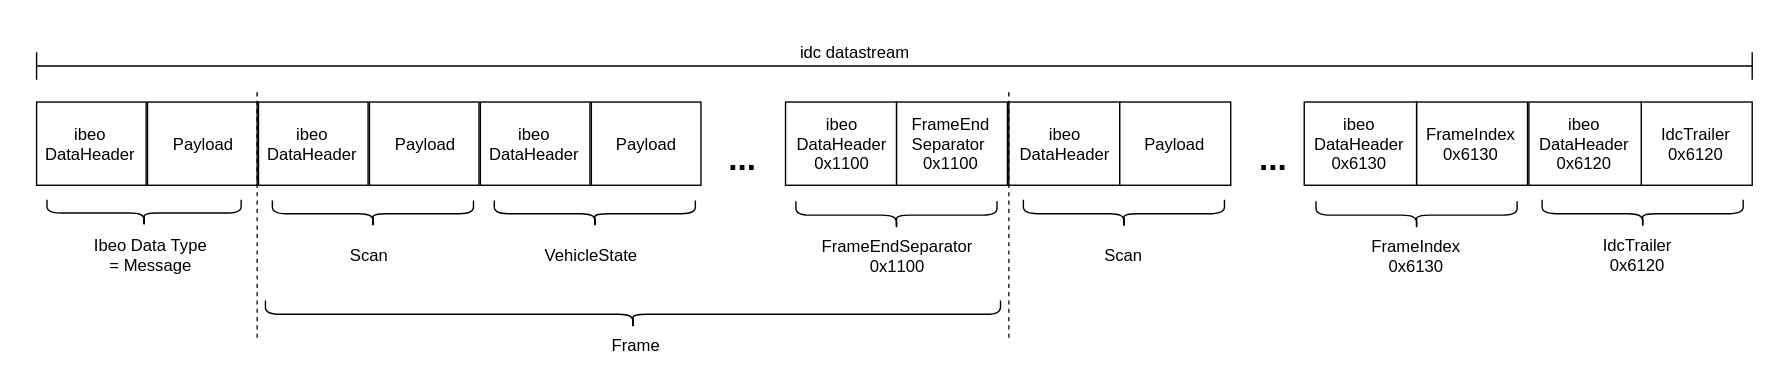 idc datastream
ibeo
DataHeader
Payload
ibeo
DataHeader
Payload
ibeo
DataHeader
Payload
...
ibeo
DataHeader
0x1100
FrameEnd
Separator
0x1100
ibeo
DataHeader
Payload
...
ibeo
DataHeader
0x6130
FrameIndex
0x6130
ibeo
DataHeader
0x6120
IdcTrailer
0x6120
Ibeo Data Type
= Message
Scan
VehicleState
FrameEndSeparator
0x1100
Scan
FrameIndex
0x6130
IdcTrailer
0x6120
Frame